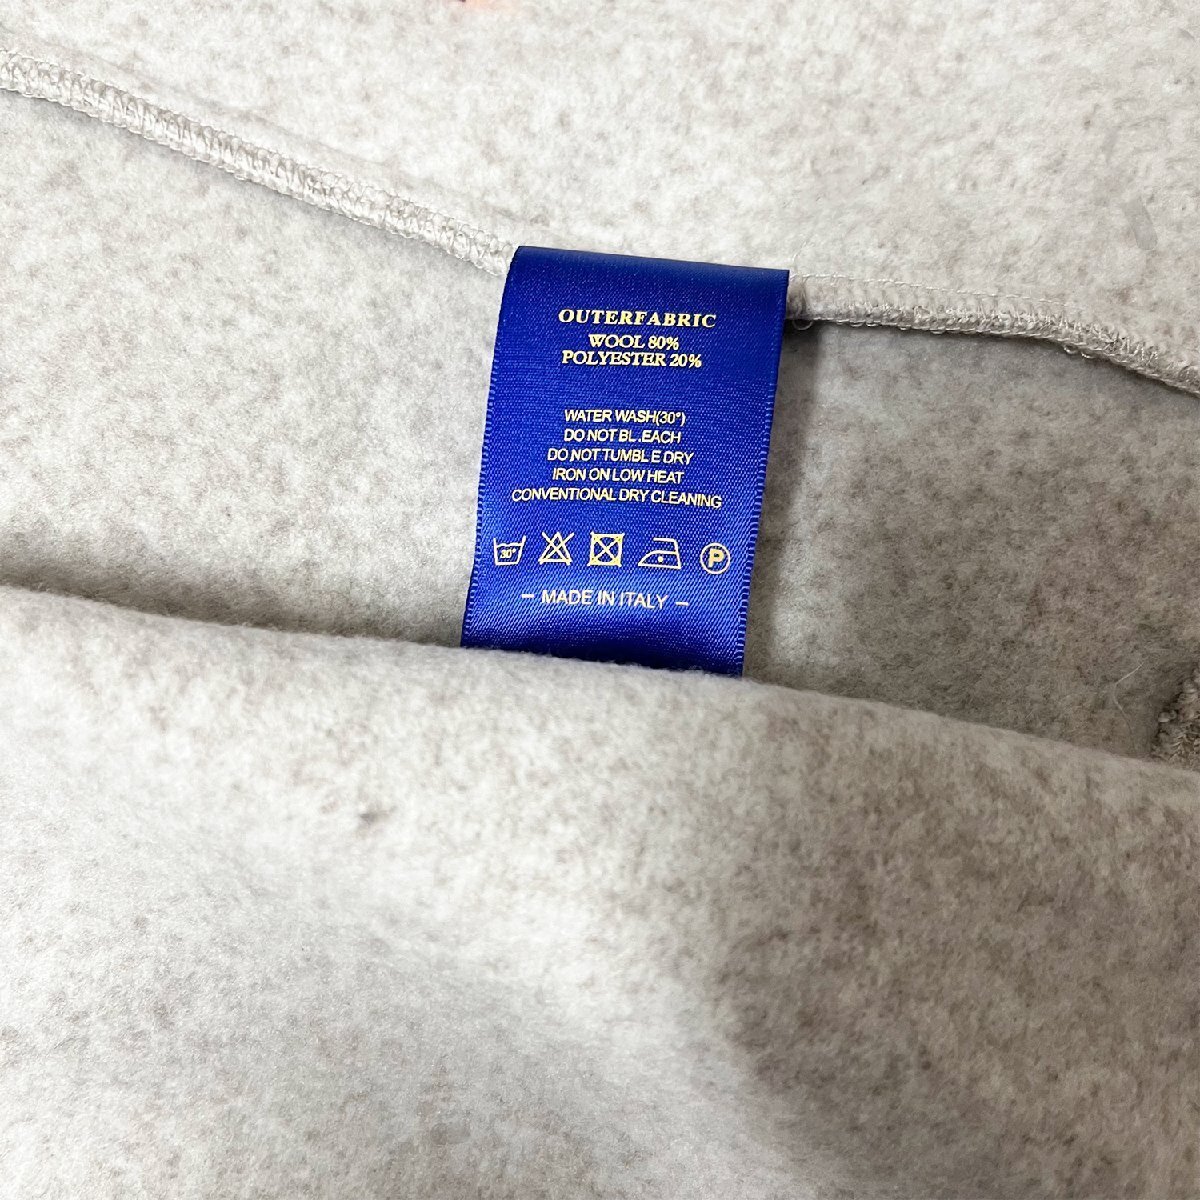 OUTERFABRIC
WOOL 80%
POLYESTER 20%
WATER WASH(30°)
DO NOT BL.EACH
DO NOT TUMBLE DRY
IRON ON LOW HEAT
CONVENTIONAL DRY CLEANING
30° P
– MADE IN ITALY –